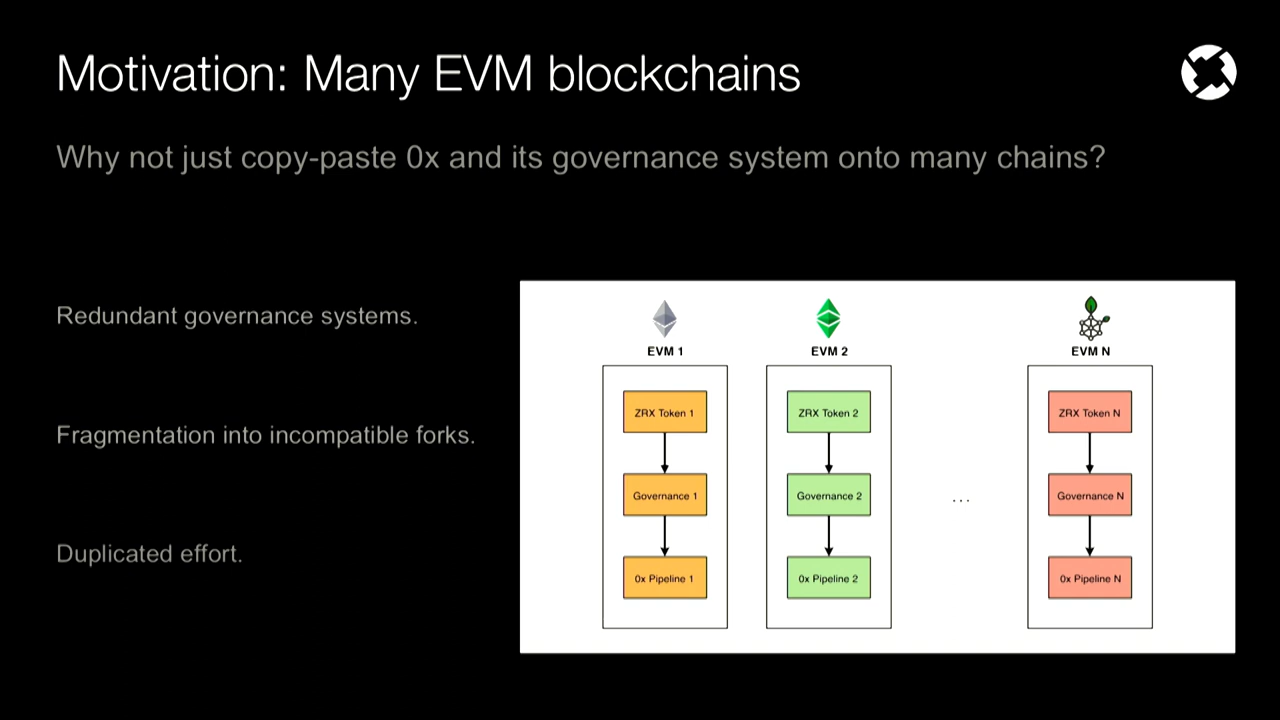 Motivation: Many EVM blockchains
Why not just copy-paste 0x and its governance system onto many chains?
Redundant governance systems.
Fragmentation into incompatible forks.
Duplicated effort.
EVM 1
EVM 2
EVM N
ZRX Token 1
ZRX Token 2
ZRX Token N
Governance 1
Governance 2
...
Governance N
0x Pipeline 1
0x Pipeline 2
0x Pipeline N